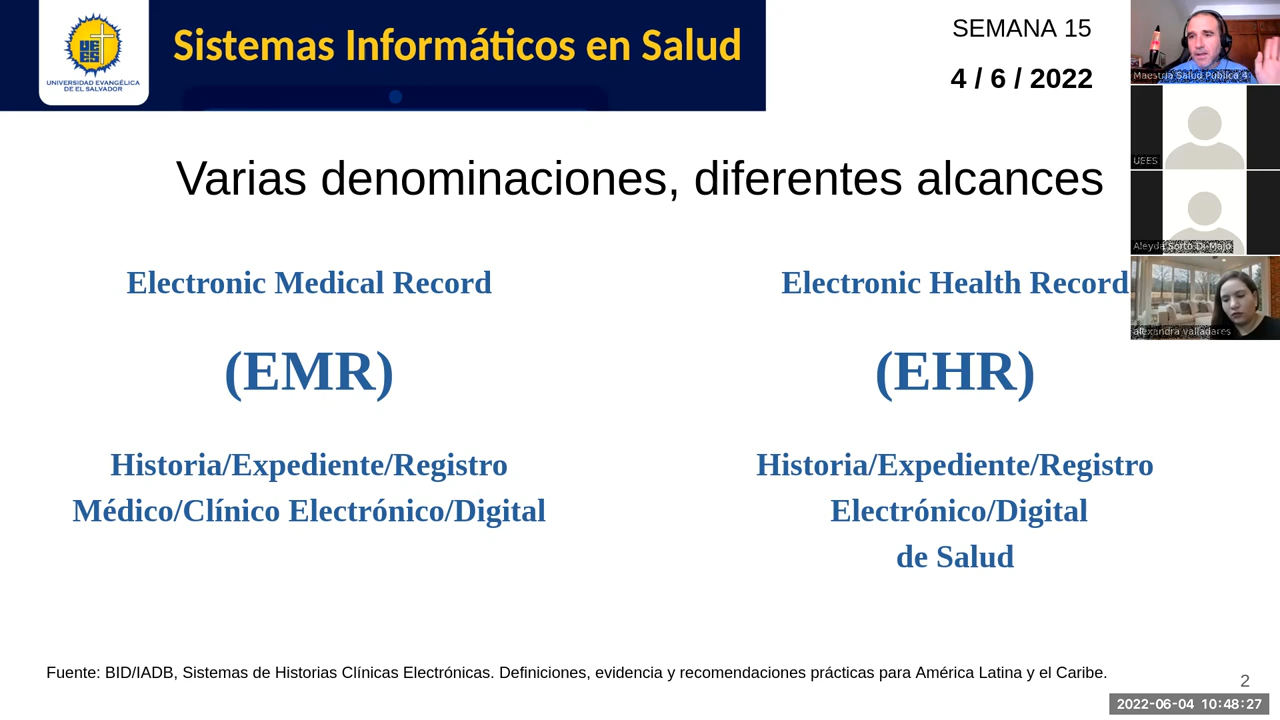 UNIVERSIDAD EVANGÉLICA
DE EL SALVADOR
Sistemas Informáticos en Salud
SEMANA 15
4 / 6 / 2022
Maestria Salud Publica 4
UEES
Aleyda Sorto Di Majo
alexandra valladares
Varias denominaciones, diferentes alcances
Electronic Medical Record
(EMR)
Historia/Expediente/Registro
Médico/Clínico Electrónico/Digital
Electronic Health Record
(EHR)
Historia/Expediente/Registro
Electrónico/Digital
de Salud
Fuente: BID/IADB, Sistemas de Historias Clínicas Electrónicas. Definiciones, evidencia y recomendaciones prácticas para América Latina y el Caribe.
2
2022-06-04 10:48:27